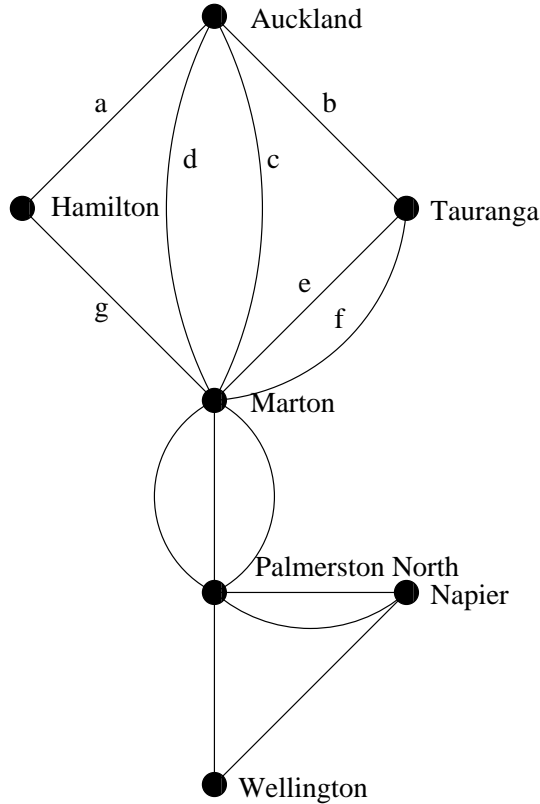 Auckland
a
b
d
c
Hamilton
Tauranga
e
g
f
Marton
Palmerston North
Napier
Wellington